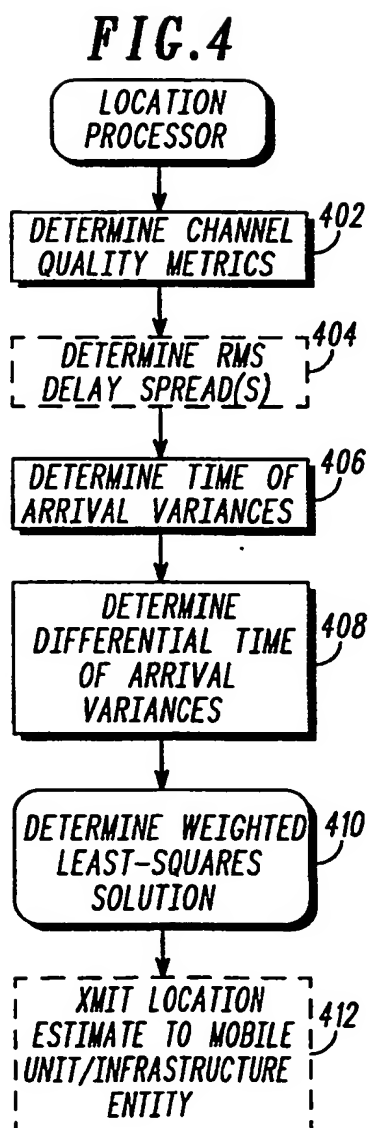 FIG.4
LOCATION
PROCESSOR
402
DETERMINE CHANNEL
QUALITY METRICS
404
DETERMINE RMS
DELAY SPREAD(S)
406
DETERMINE TIME OF
ARRIVAL VARIANCES
408
DETERMINE
DIFFERENTIAL TIME
OF ARRIVAL
VARIANCES
410
DETERMINE WEIGHTED
LEAST-SQUARES
SOLUTION
412
XMIT LOCATION
ESTIMATE TO MOBILE
UNIT/INFRASTRUCTURE
ENTITY